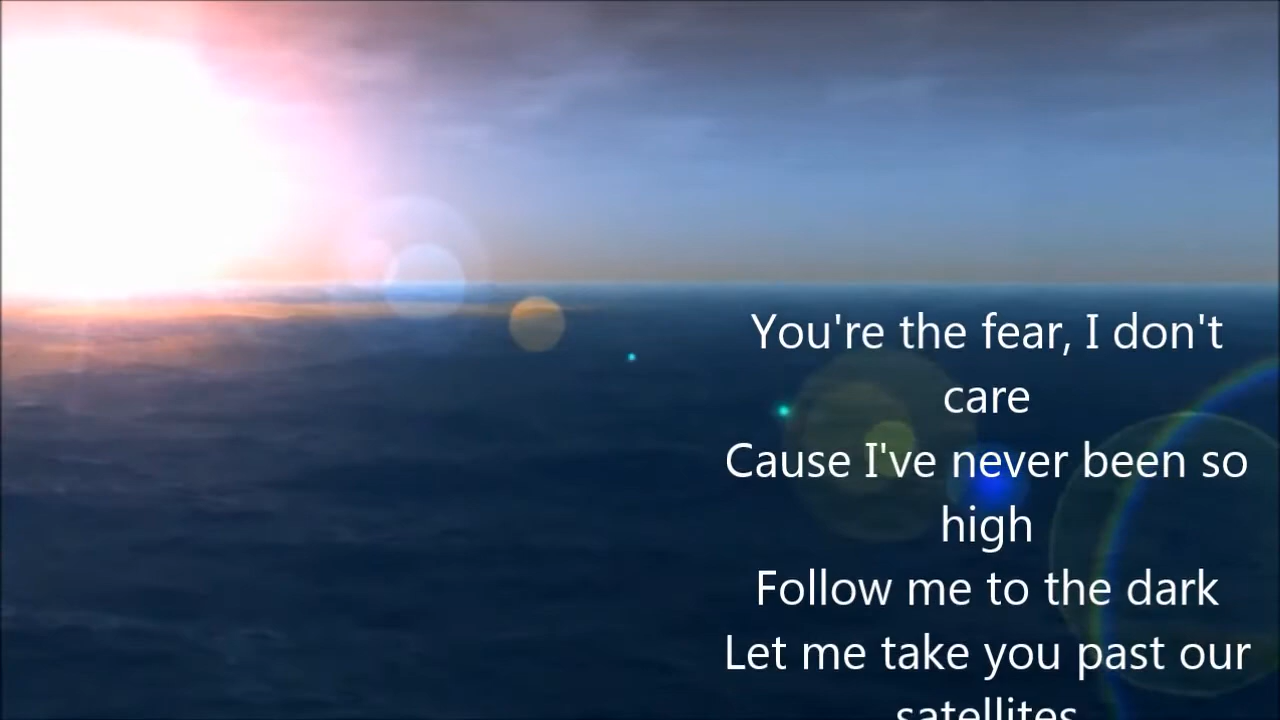 You're the fear, I don't
care
Cause I've never been so
high
Follow me to the dark
Let me take you past our
satellites